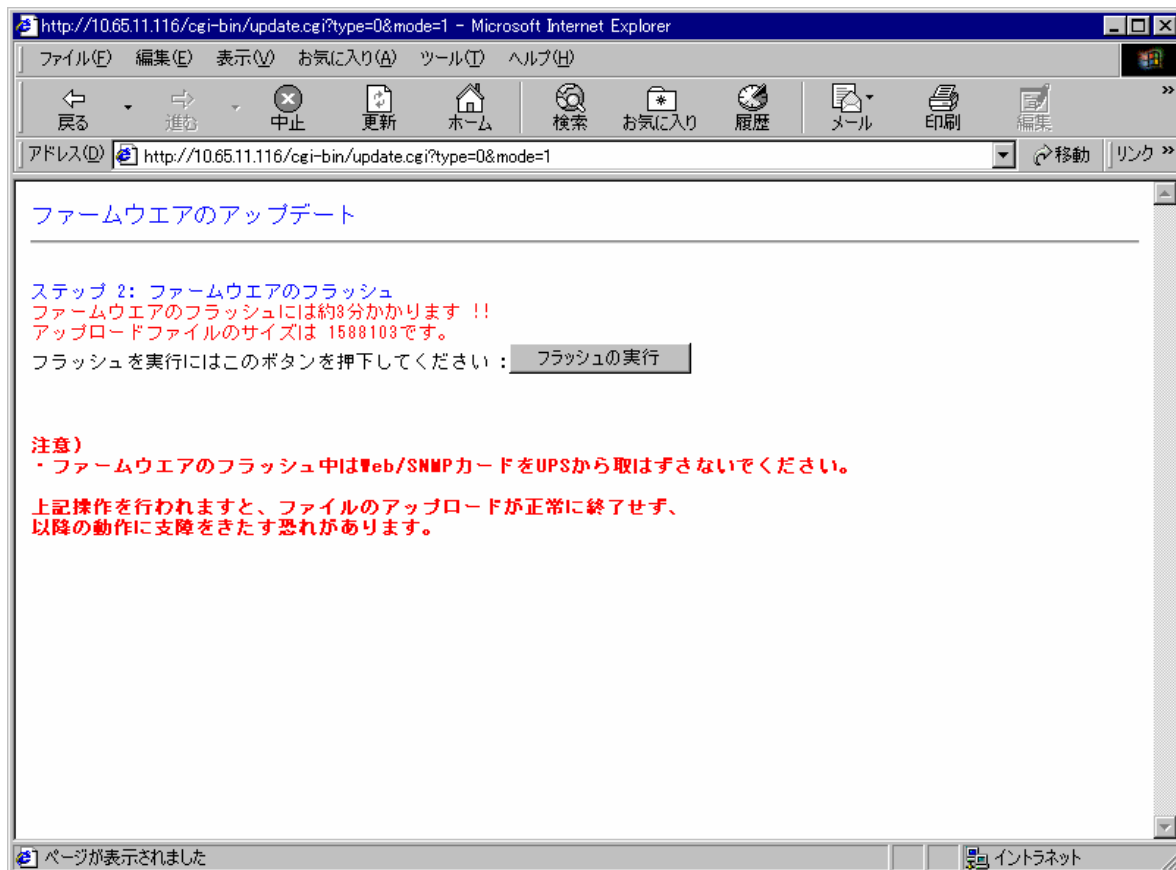 http://10.65.11.116/cgi-bin/update.cgi?type=0&mode=1 - Microsoft Internet Explorer
ファイル(F) 編集(E) 表示(V) お気に入り(A) ツール(T) ヘルプ(H)
戻る 進む 中止 更新 ホーム 検索 お気に入り 履歴 メール 印刷 編集 »
アドレス(D) http://10.65.11.116/cgi-bin/update.cgi?type=0&mode=1 移動 リンク »
ファームウエアのアップデート
ステップ 2: ファームウエアのフラッシュ
ファームウエアのフラッシュには約3分かかります !!
アップロードファイルのサイズは 1588103です。
フラッシュを実行にはこのボタンを押下してください : フラッシュの実行
注意)
・ファームウエアのフラッシュ中はWeb/SNMPカードをUPSから取はずさないでください。
上記操作を行われますと、ファイルのアップロードが正常に終了せず、
以降の動作に支障をきたす恐れがあります。
ページが表示されました イントラネット